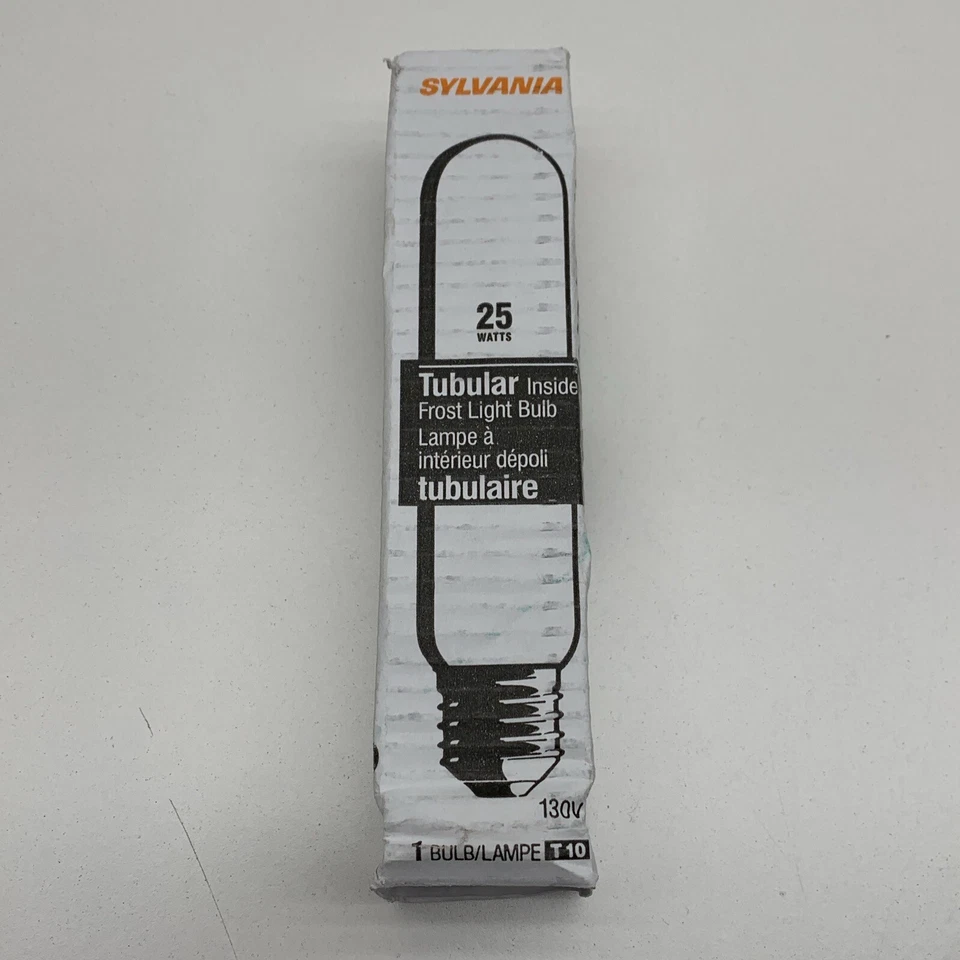 SYLVANIA
25
WATTS
Tubular Inside
Frost Light Bulb
Lampe à
intérieur dépoli
tubulaire
130V
1 BULB/LAMPE T10